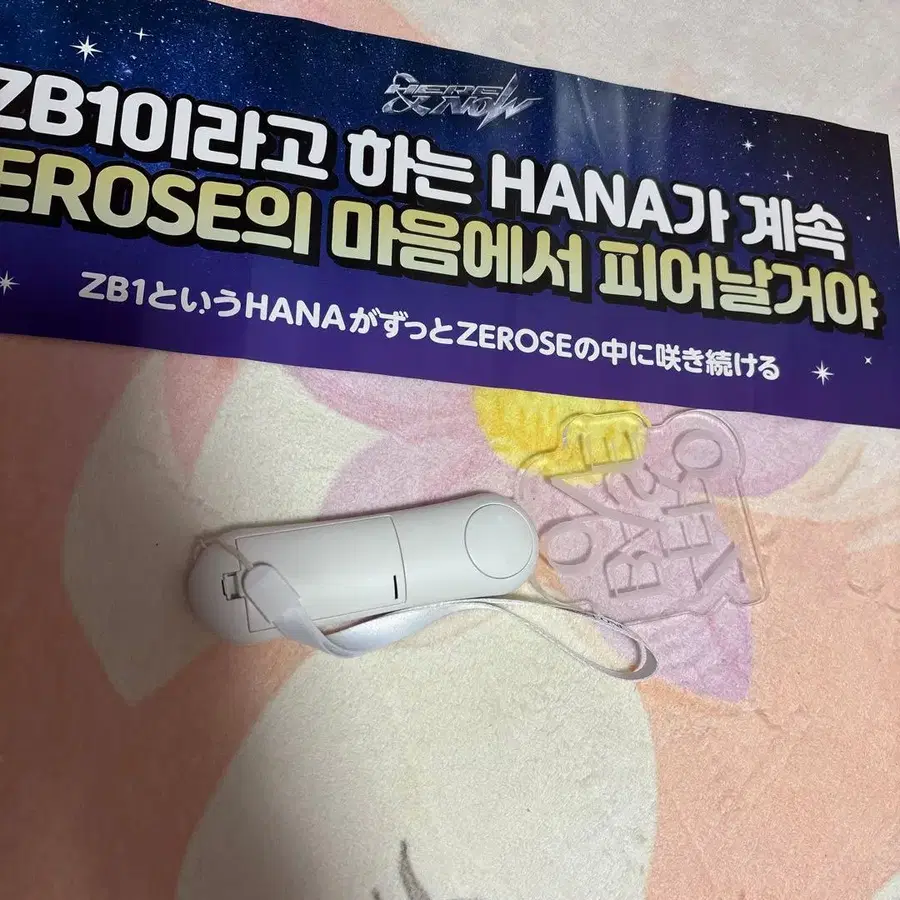 HERE
& NOW
ZB1이라고 하는 HANA가 계속
EROSE의 마음에서 피어날거야
ZB1というHANAがずっとZEROSEの中に咲き続ける